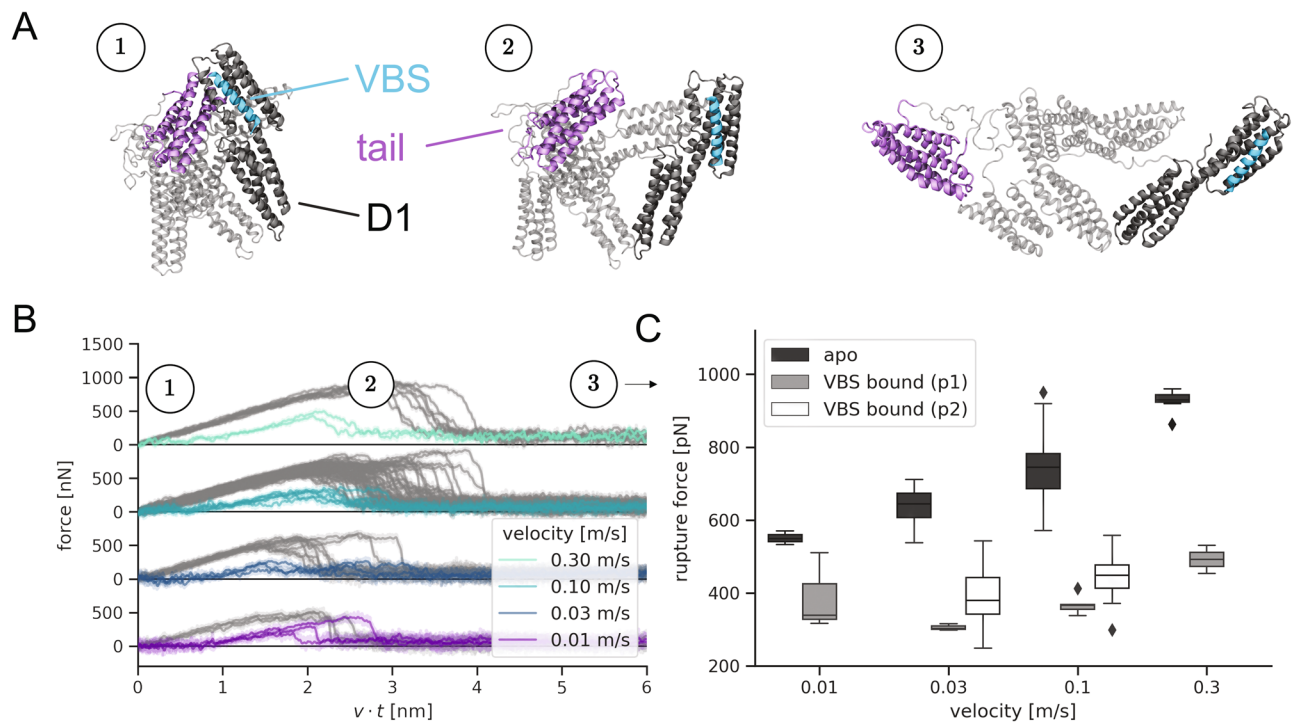 A
1
2
3
VBS
tail
D1
B
1500
1000
500
0
500
0
500
0
500
0
force [nN]
1
2
3
velocity [m/s]
0.30 m/s
0.10 m/s
0.03 m/s
0.01 m/s
0
1
2
3
4
5
6
v · t [nm]
C
1000
800
600
400
200
rupture force [pN]
apo
VBS bound (p1)
VBS bound (p2)
0.01
0.03
0.1
0.3
velocity [m/s]